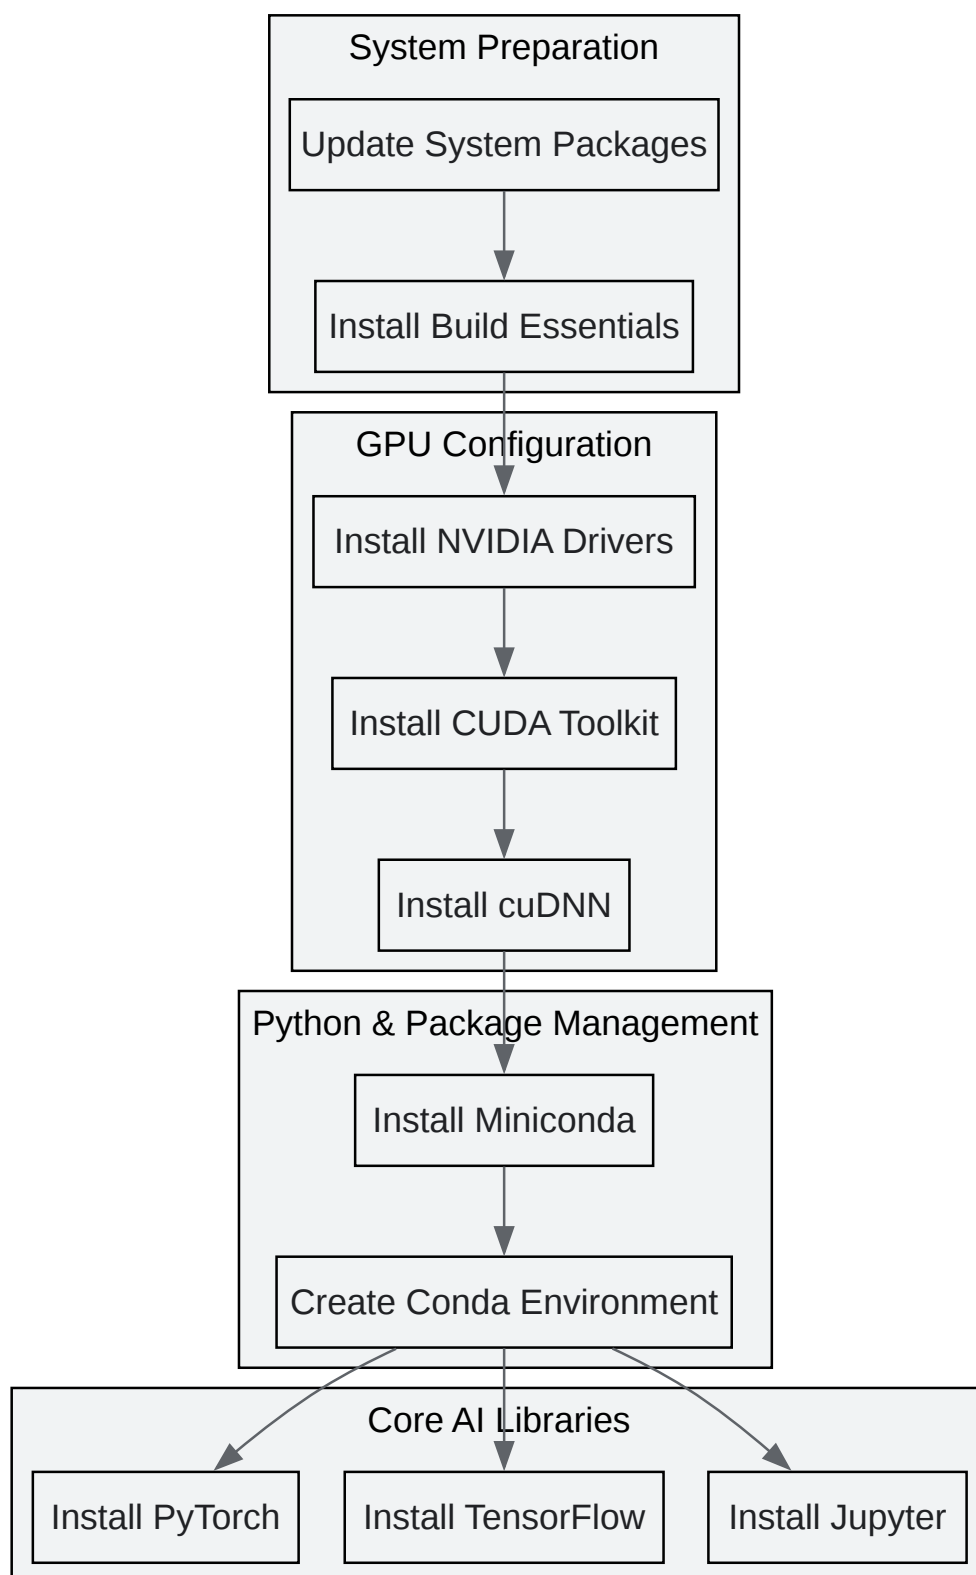 System Preparation
Update System Packages
Install Build Essentials
GPU Configuration
Install NVIDIA Drivers
Install CUDA Toolkit
Install cuDNN
Python & Package Management
Install Miniconda
Create Conda Environment
Core AI Libraries
Install PyTorch
Install TensorFlow
Install Jupyter